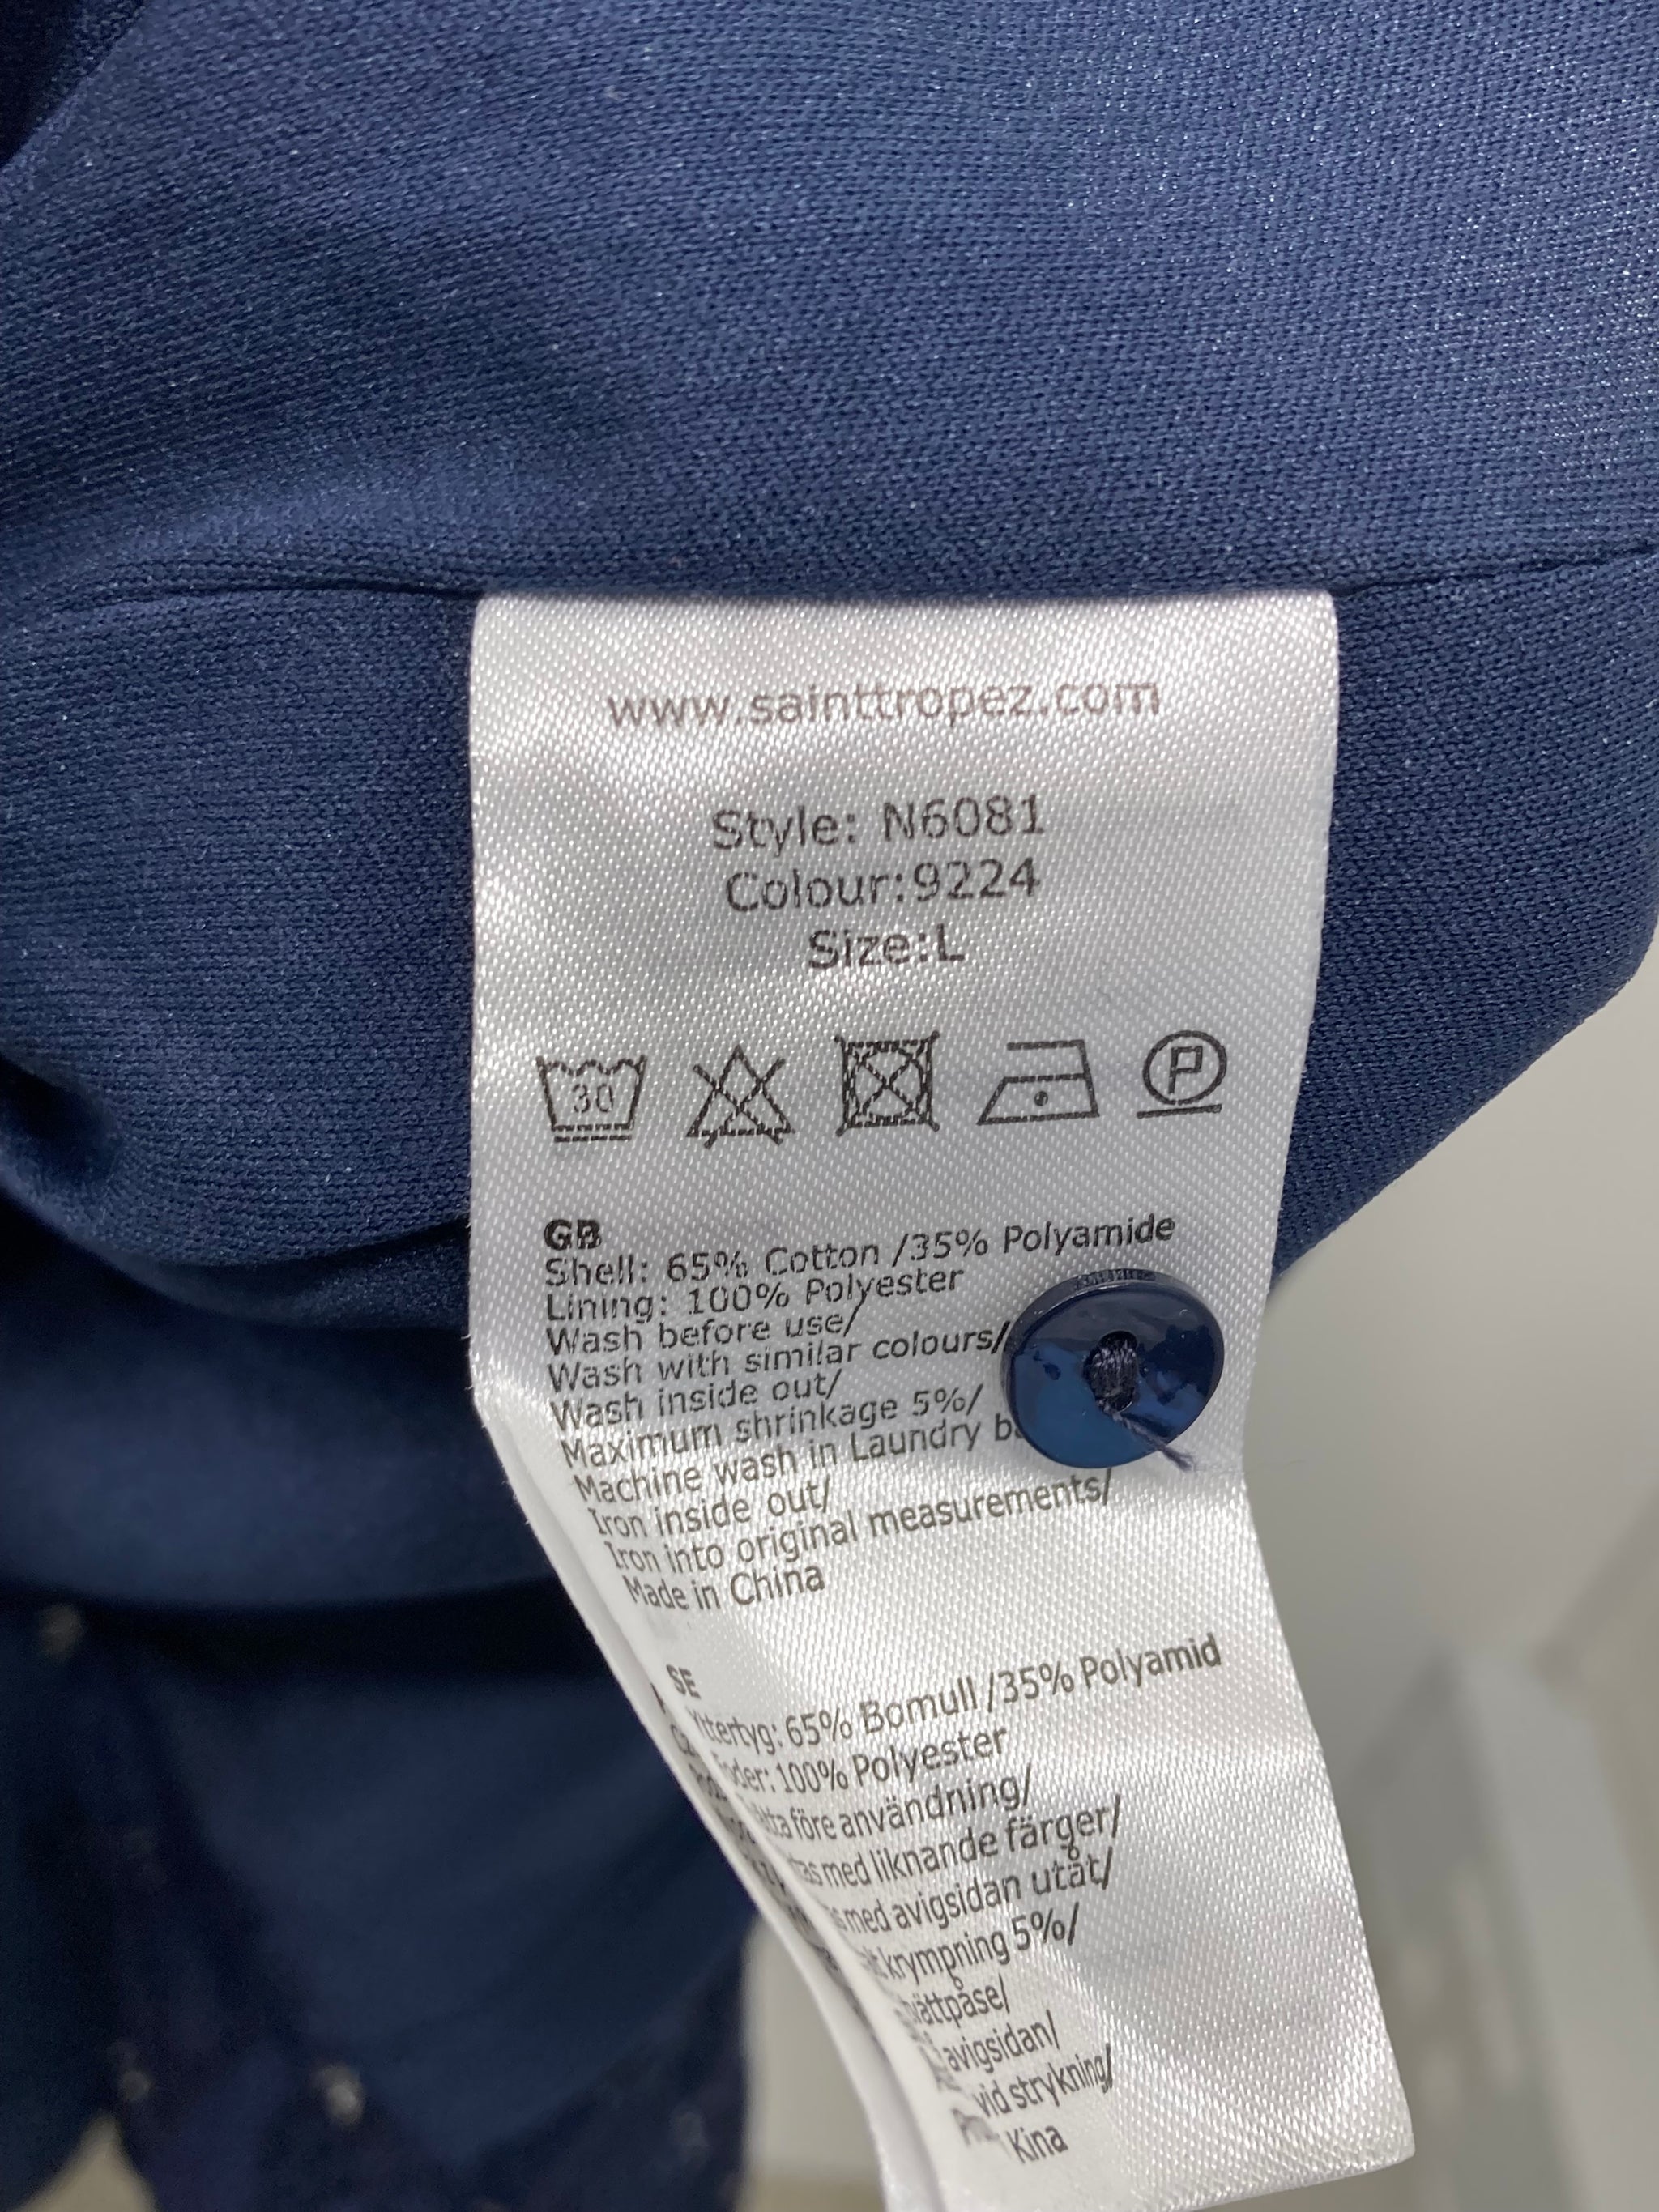 www.sainttropez.com
Style: N6081
Colour:9224
Size:L
30
P
GB
Shell: 65% Cotton /35% Polyamide
Lining: 100% Polyester
Wash before use/
Wash with similar colours/
Wash inside out/
Maximum shrinkage 5%/
Machine wash in Laundry
Iron inside out/
Iron into original measurements/
Made in China
SE
65% Bomull /35% Polyamid
100% Polyester
före användning/
med liknande färger/
med avigsidan utåt/
krympning 5%/
avigsidan/
vid strykning/
Kina